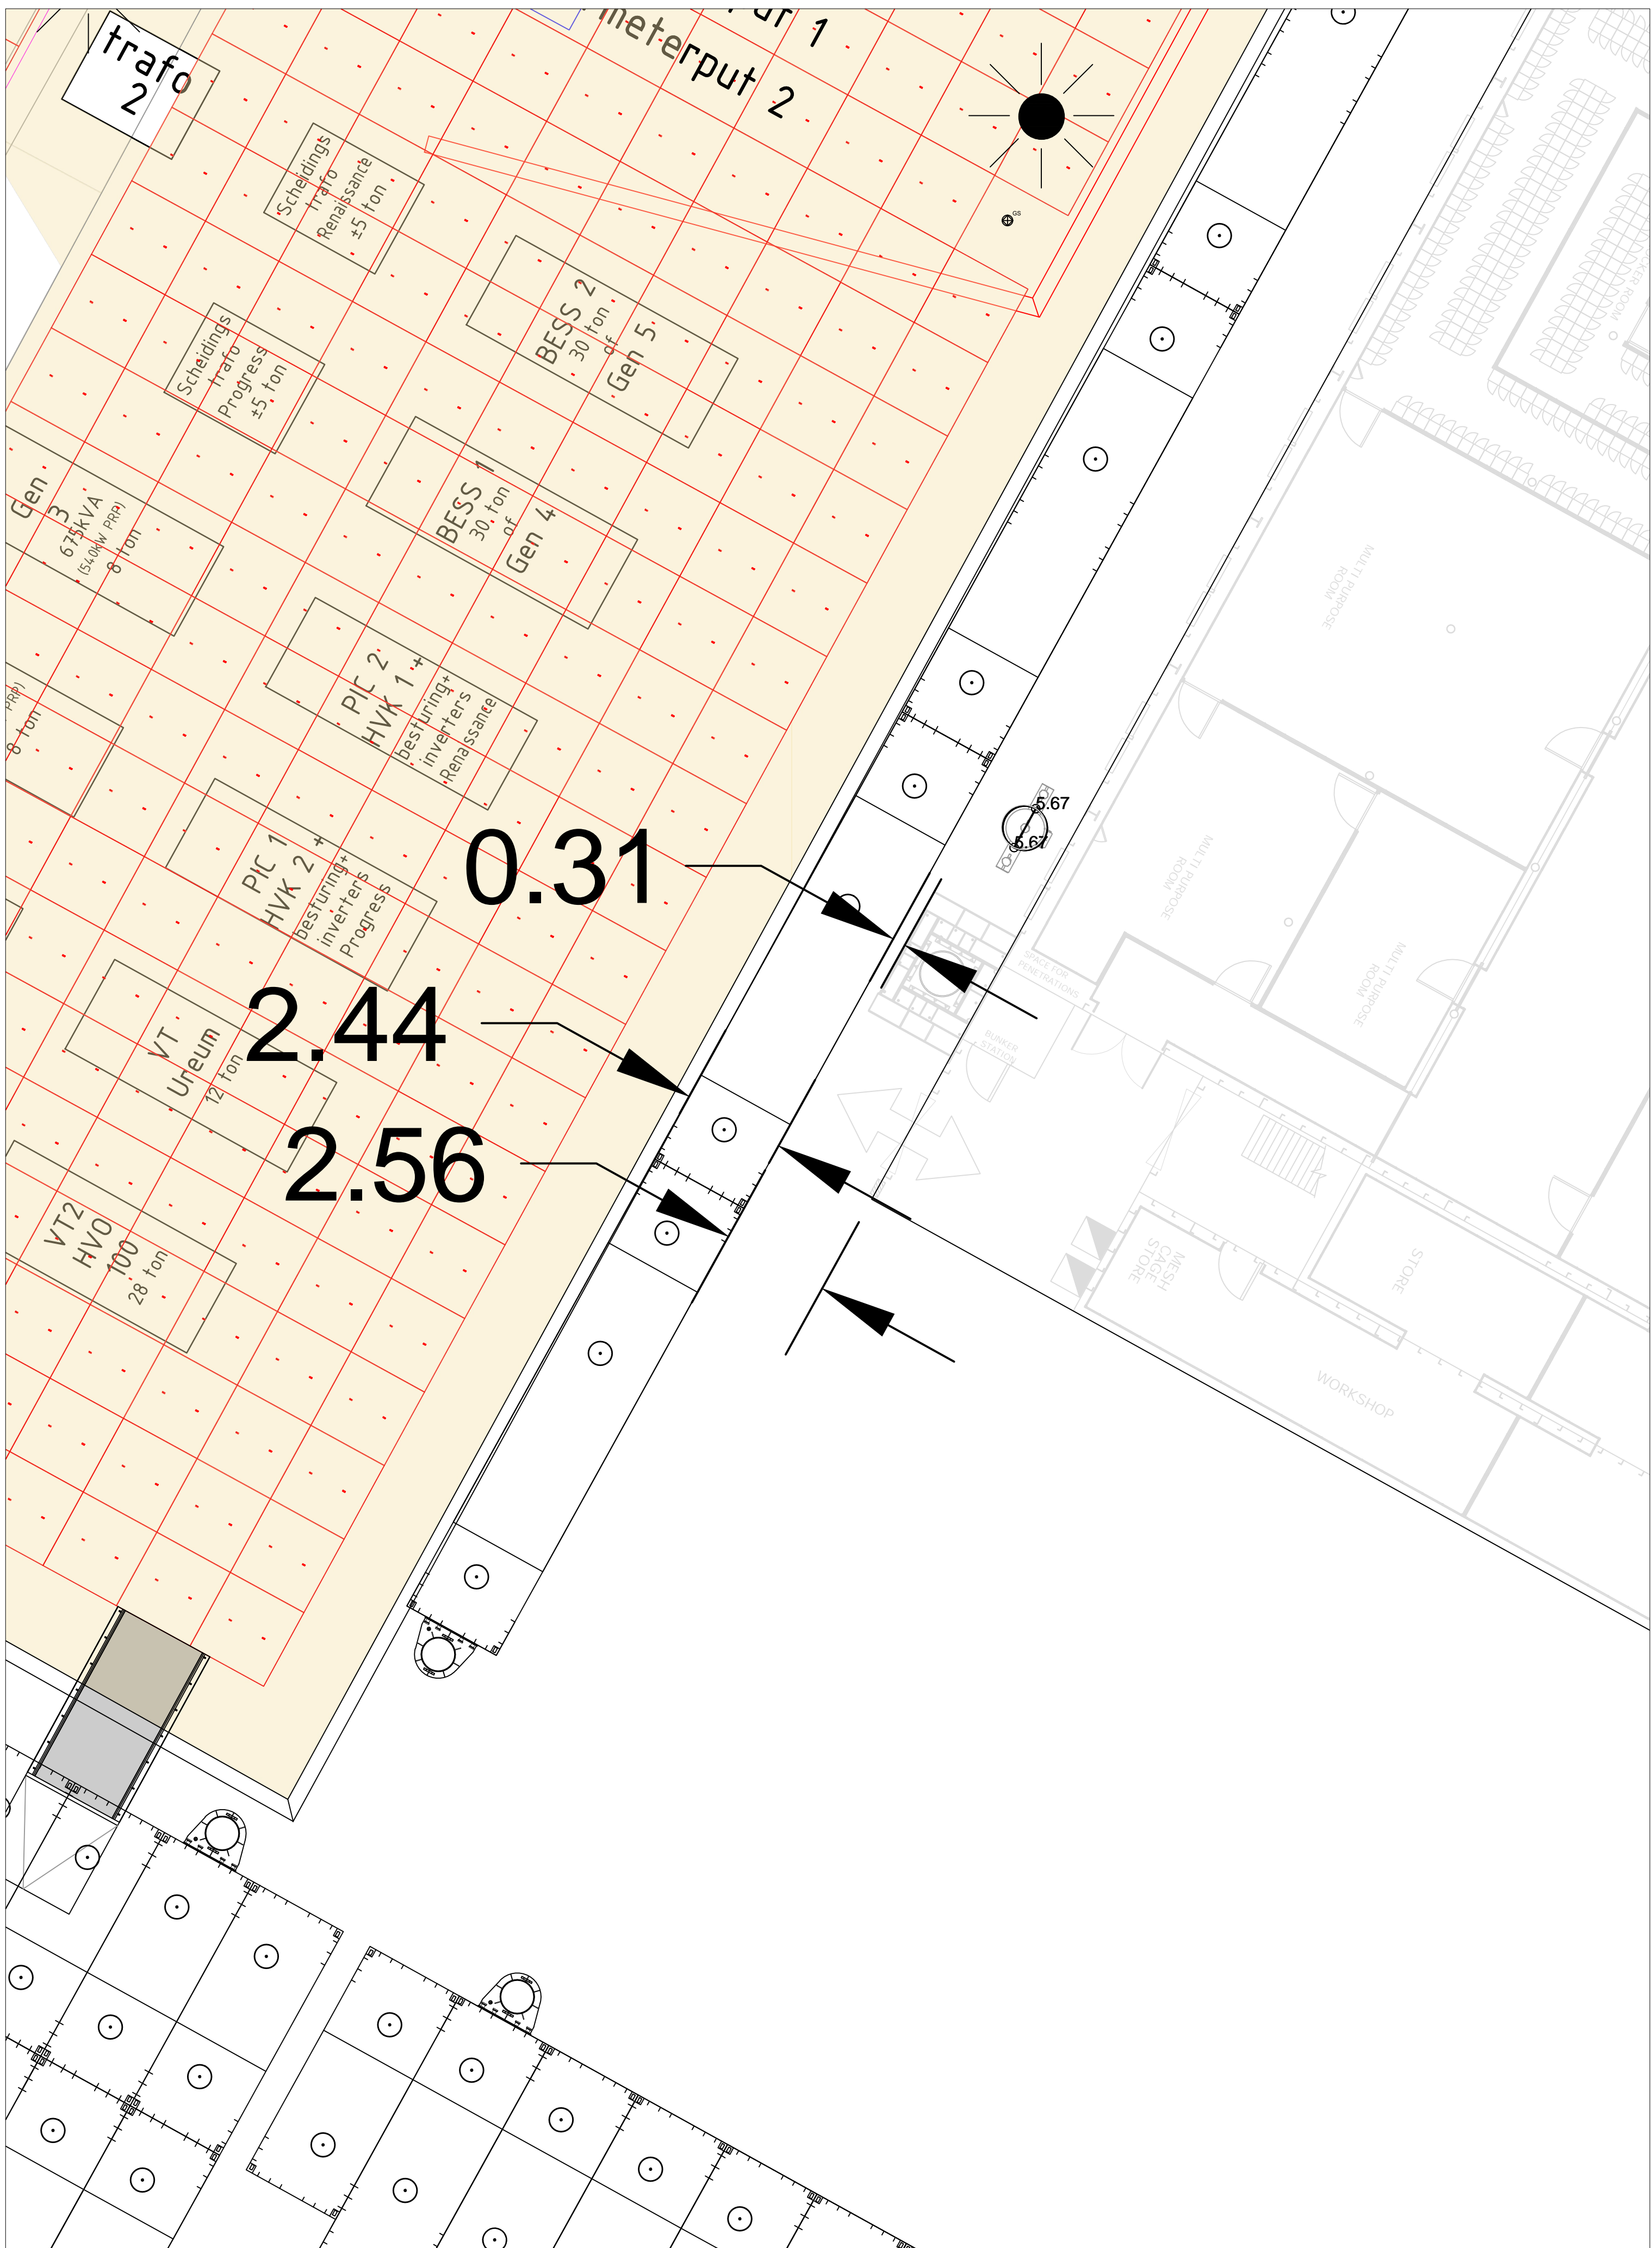 put 1
meterput 2
trafo
2
GS
Scheidings
Trafo
Renaissance
±5 ton
BESS 2
30 ton
of
Gen 5
Scheidings
Trafo
Progress
±5 ton
BESS 1
30 ton
of
Gen 4
Gen
3
675kVA
(540kW PRP)
8 ton
PIC 2
HVK 1 +
besturing+
inverters
Renaissance
PRP)
8 ton
PIC 1
HVK 2 +
besturing+
inverters
Progress
0.31
5.67
5.67
VT
Ureum
12 ton
2.44
2.56
VT2
HVO
100
28 ton
MULTI PURPOSE
ROOM
MULTI PURPOSE
ROOM
MULTI PURPOSE
ROOM
SPACE FOR
PENETRATIONS
BUNKER
STATION
MESH
CAGE
STORE
STORE
WORKSHOP